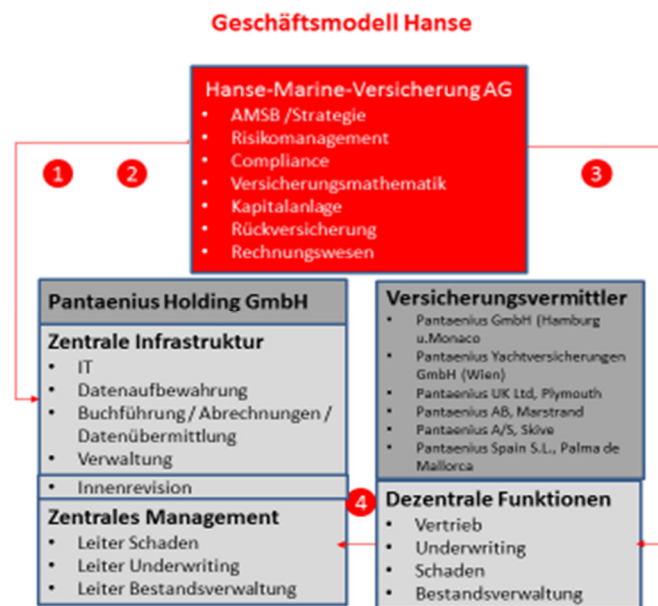 Geschäftsmodell Hanse
Hanse-Marine-Versicherung AG
• AMSB /Strategie
• Risikomanagement
• Compliance
• Versicherungsmathematik
• Kapitalanlage
• Rückversicherung
• Rechnungswesen
1
2
3
Pantaenius Holding GmbH
Zentrale Infrastruktur
• IT
• Datenaufbewahrung
• Buchführung / Abrechnungen /
Datenübermittlung
• Verwaltung
• Innenrevision
Zentrales Management
• Leiter Schaden
• Leiter Underwriting
• Leiter Bestandsverwaltung
Versicherungsvermittler
• Pantaenius GmbH (Hamburg
u.Monaco
• Pantaenius Yachtversicherungen
GmbH (Wien)
• Pantaenius UK Ltd, Plymouth
• Pantaenius AB, Marstrand
• Pantaenius A/S, Skive
• Pantaenius Spain S.L., Palma de
Mallorca
4
Dezentrale Funktionen
• Vertrieb
• Underwriting
• Schaden
• Bestandsverwaltung